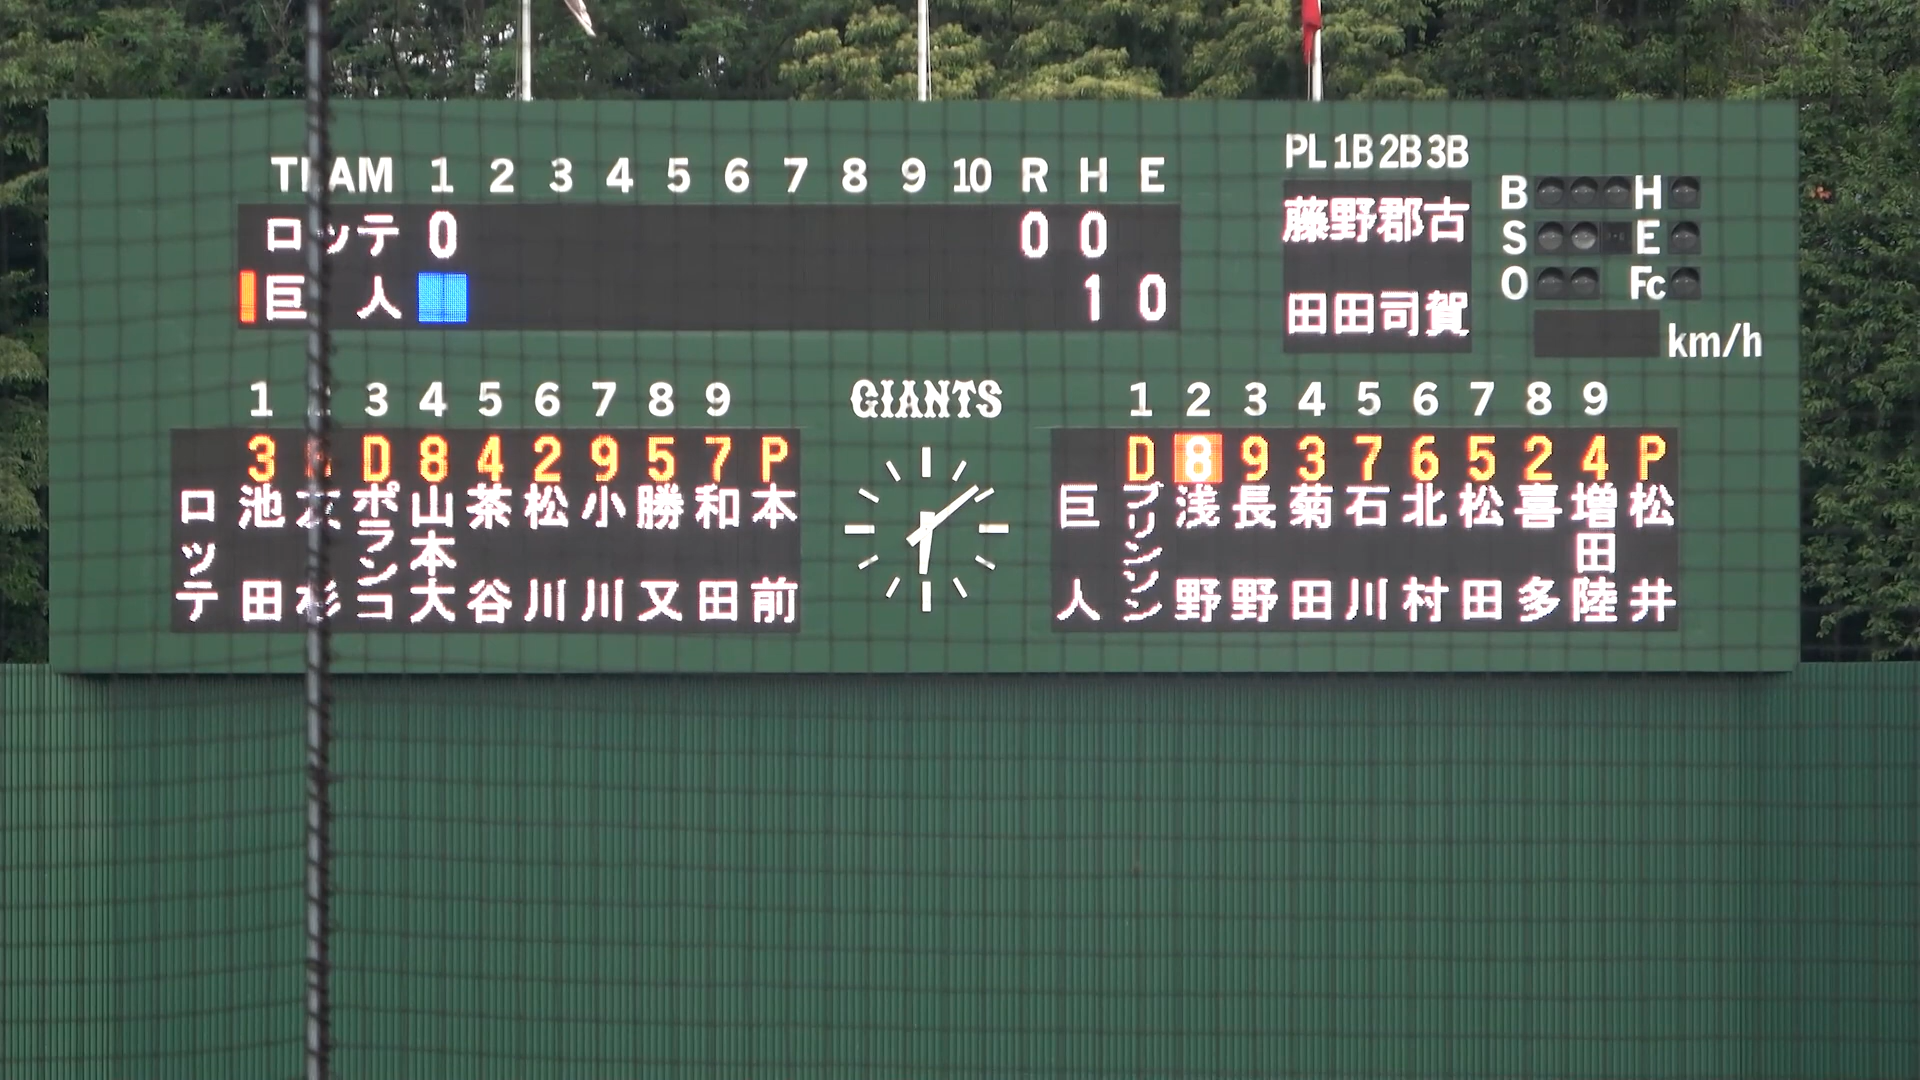 TEAM 1 2 3 4 5 6 7 8 9 10 R H E
ロッテ 0 0 0
巨人 1 0
PL 1B 2B 3B
藤田 野田 郡司 古賀
B H
S E
O Fc
km/h
1 3 4 5 6 7 8 9
3 D 8 4 2 9 5 7 P
ロッテ 池田 友杉 ポランコ 山本大 茶谷 松川 小川 勝又 和田 本前
GIANTS
1 2 3 4 5 6 7 8 9
D 8 9 3 7 6 5 2 4 P
巨人 ブリンソン 浅野 長野 菊田 石川 北村 松田 喜多 増田陸 松井